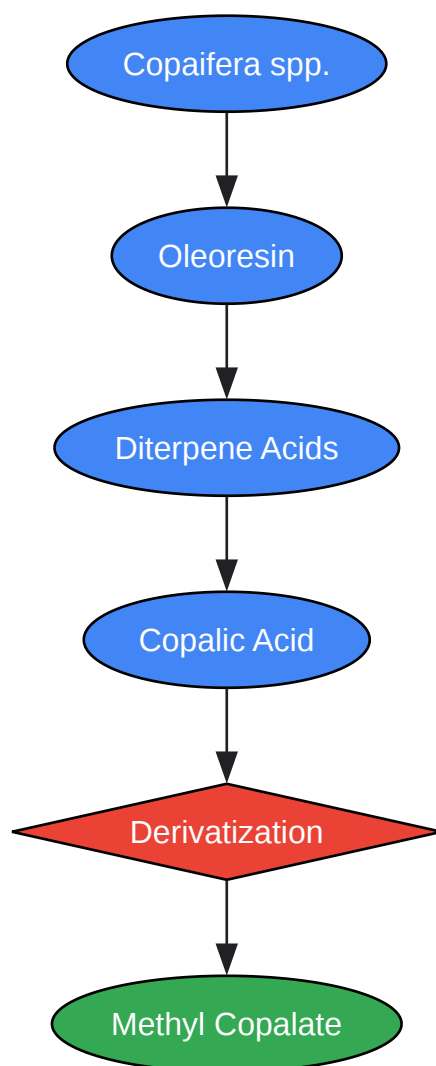 Copaifera spp.
Oleoresin
Diterpene Acids
Copalic Acid
Derivatization
Methyl Copalate